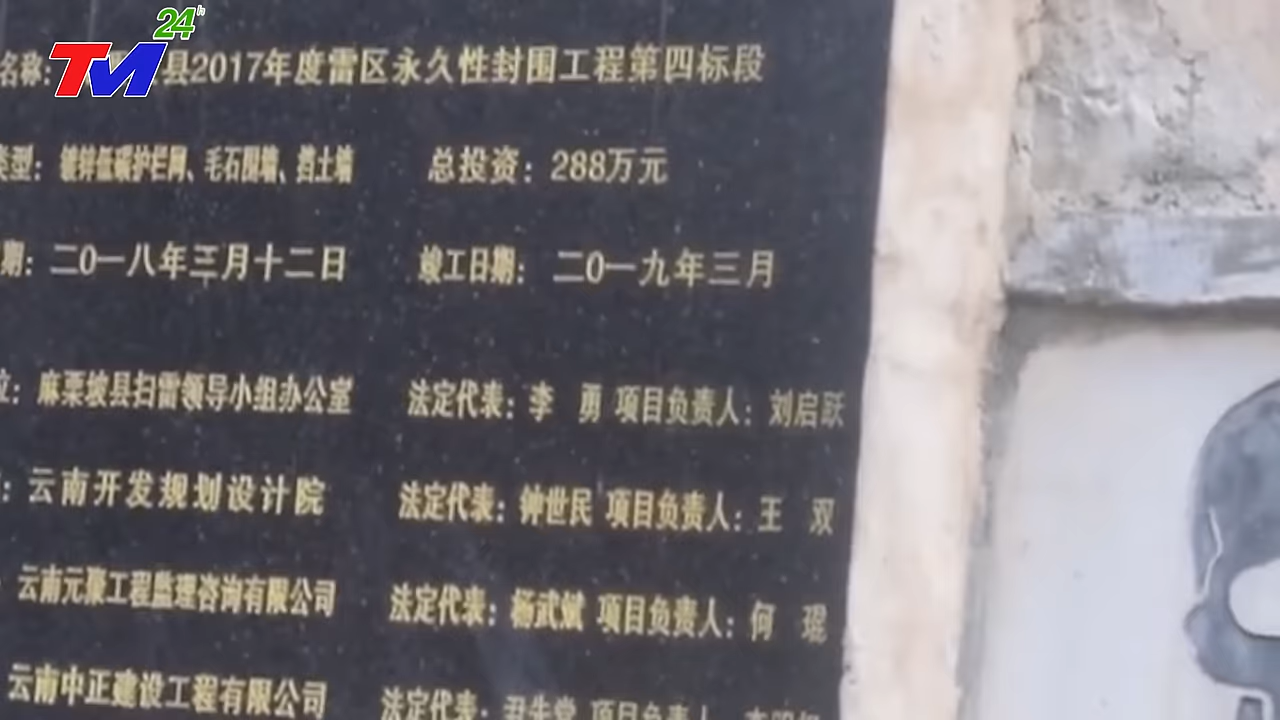 24h
TM
名称: 县2017年度雷区永久性封围工程第四标段
类型: 镀锌低碳护栏网、毛石围墙、挡土墙 总投资: 288万元
期: 二0一八年三月十二日 竣工日期: 二0一九年三月
位: 麻栗坡县扫雷领导小组办公室 法定代表: 李 勇 项目负责人: 刘启跃
: 云南开发规划设计院 法定代表: 钟世民 项目负责人: 王 双
云南元聚工程监理咨询有限公司 法定代表: 杨武斌 项目负责人: 何 琨
云南中正建设工程有限公司 法定代表: 项目负责人: